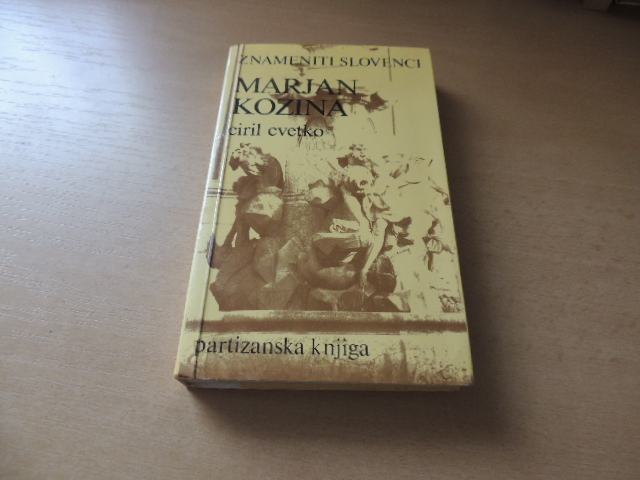 ZNAMENITI SLOVENCI
MARJAN
KOZINA
ciril cvetko
partizanska knjiga